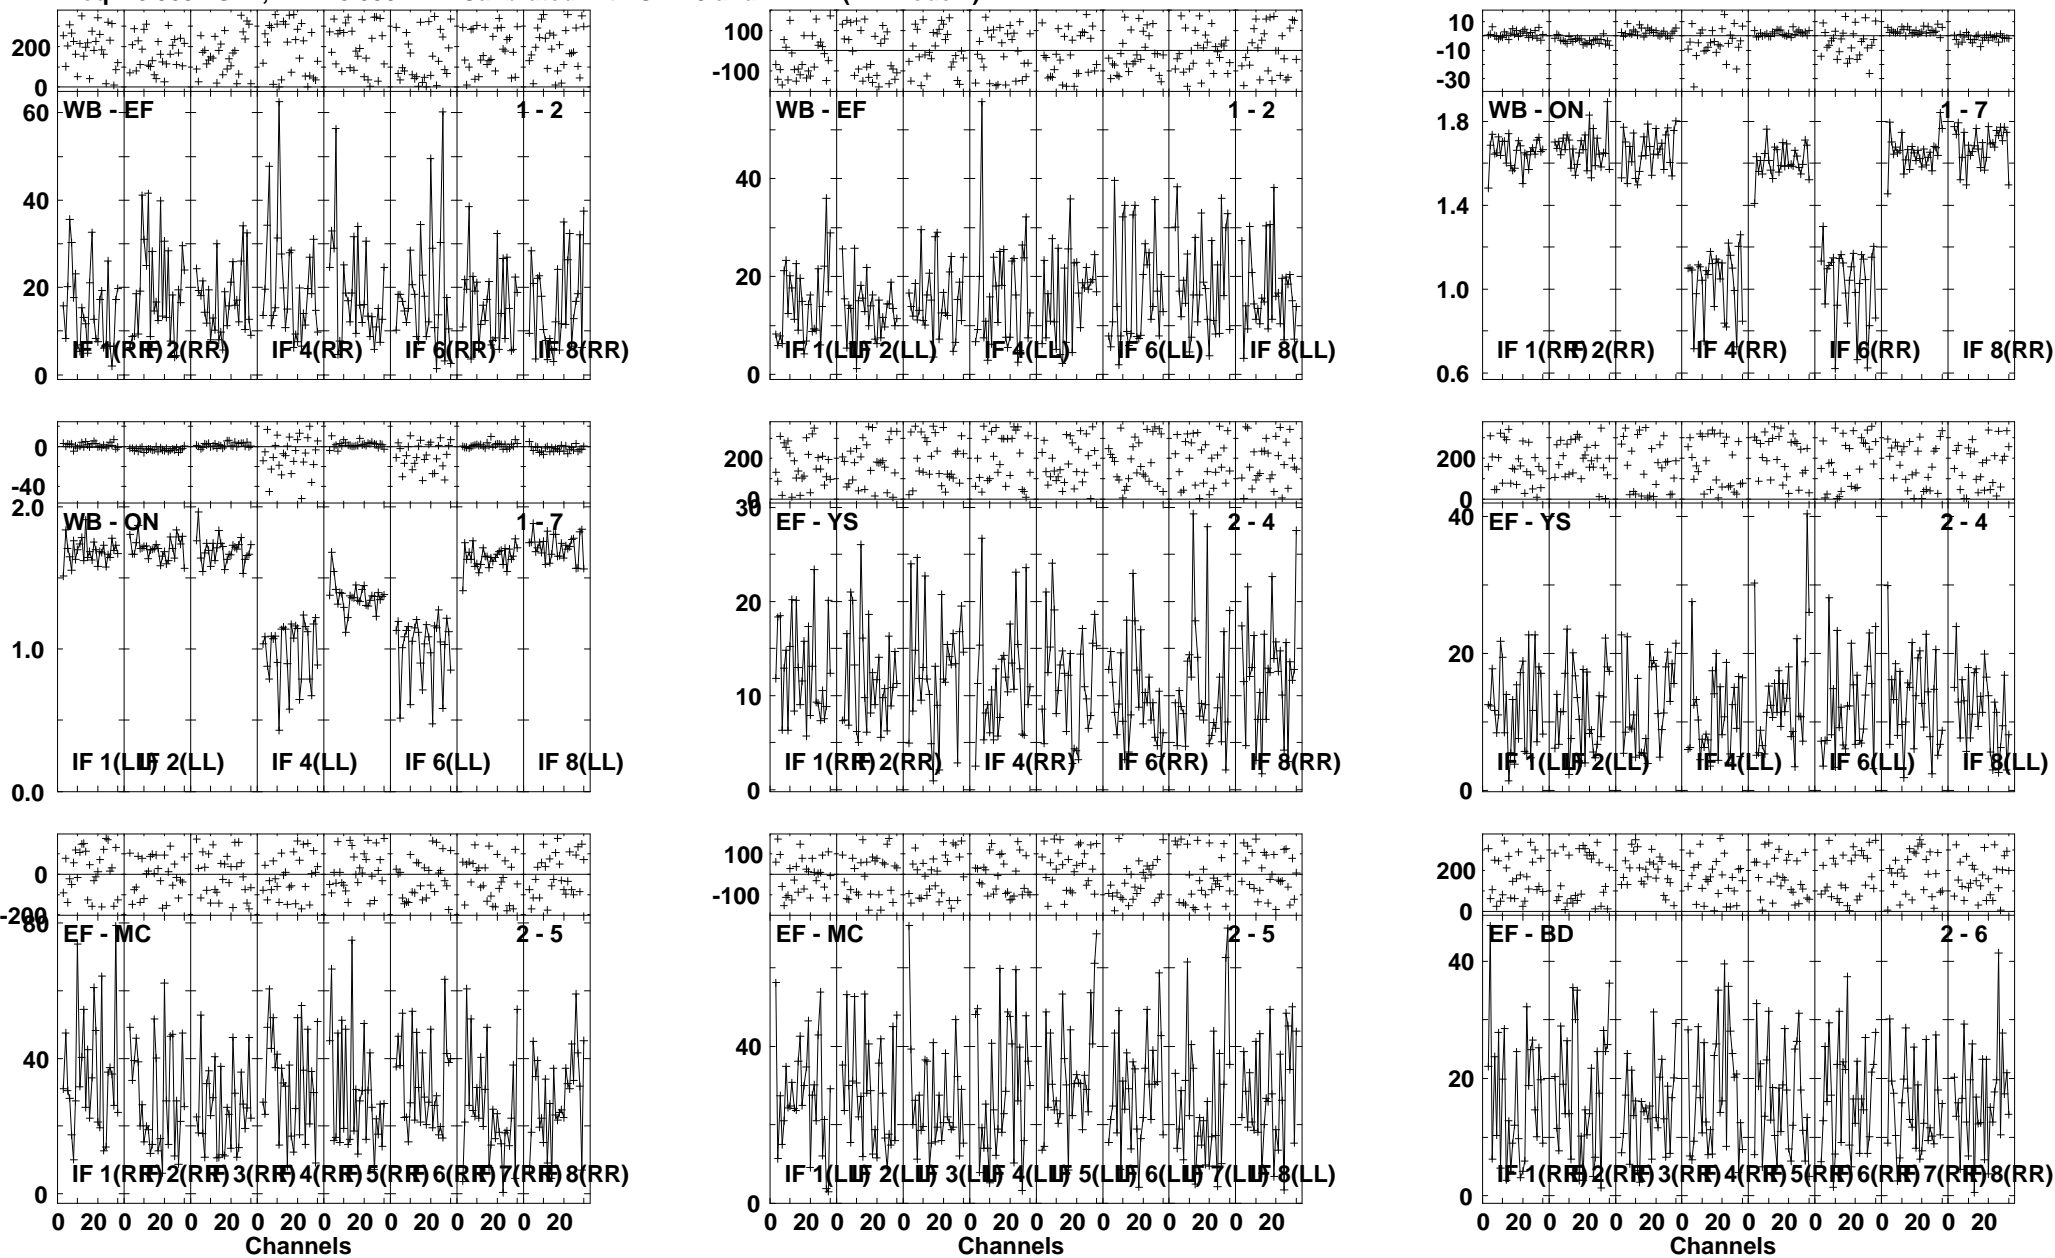 200
0
60
40
20
0
WB - EF
1 - 2
IF 1(RR)
IF 2(RR)
IF 4(RR)
IF 6(RR)
IF 8(RR)
100
-100
40
20
0
WB - EF
1 - 2
IF 1(LL)
IF 2(LL)
IF 4(LL)
IF 6(LL)
IF 8(LL)
10
-10
-30
1.8
1.4
1.0
0.6
WB - ON
1 - 7
IF 1(RR)
IF 2(RR)
IF 4(RR)
IF 6(RR)
IF 8(RR)
0
-40
2.0
1.0
0.0
WB - ON
1 - 7
IF 1(LL)
IF 2(LL)
IF 4(LL)
IF 6(LL)
IF 8(LL)
200
0
30
20
10
0
EF - YS
2 - 4
IF 1(RR)
IF 2(RR)
IF 4(RR)
IF 6(RR)
IF 8(RR)
200
0
40
20
0
EF - YS
2 - 4
IF 1(LL)
IF 2(LL)
IF 4(LL)
IF 6(LL)
IF 8(LL)
0
-200
80
40
0
EF - MC
2 - 5
IF 1(RR)
IF 2(RR)
IF 3(RR)
IF 4(RR)
IF 5(RR)
IF 6(RR)
IF 7(RR)
IF 8(RR)
0 20 0 20 0 20 0 20 0 20 0 20 0 20 0 20
Channels
100
-100
40
0
EF - MC
2 - 5
IF 1(LL)
IF 2(LL)
IF 3(LL)
IF 4(LL)
IF 5(LL)
IF 6(LL)
IF 7(LL)
IF 8(LL)
0 20 0 20 0 20 0 20 0 20 0 20 0 20 0 20
Channels
200
0
40
20
0
EF - BD
2 - 6
IF 1(RR)
IF 2(RR)
IF 3(RR)
IF 4(RR)
IF 5(RR)
IF 6(RR)
IF 7(RR)
IF 8(RR)
0 20 0 20 0 20 0 20 0 20 0 20 0 20 0 20
Channels